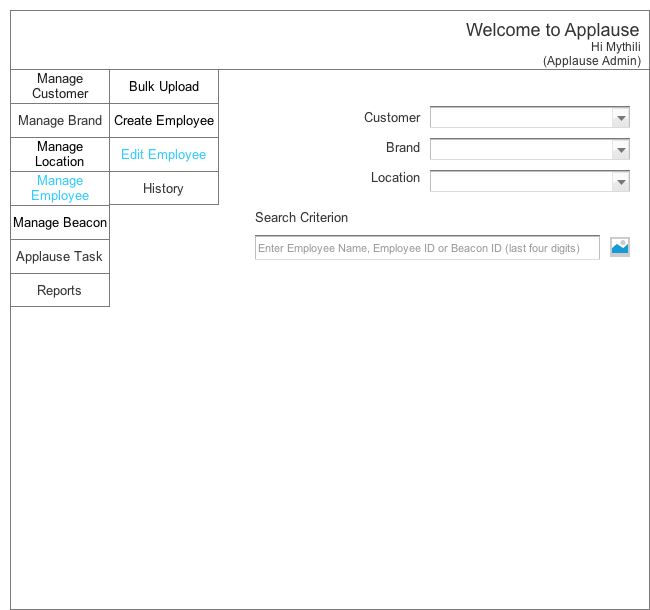 Welcome to Applause
Hi Mythili
(Applause Admin)
Manage
Customer
Manage Brand
Manage
Location
Manage
Employee
Manage Beacon
Applause Task
Reports
Bulk Upload
Create Employee
Edit Employee
History
Customer
Brand
Location
Search Criterion
Enter Employee Name, Employee ID or Beacon ID (last four digits)